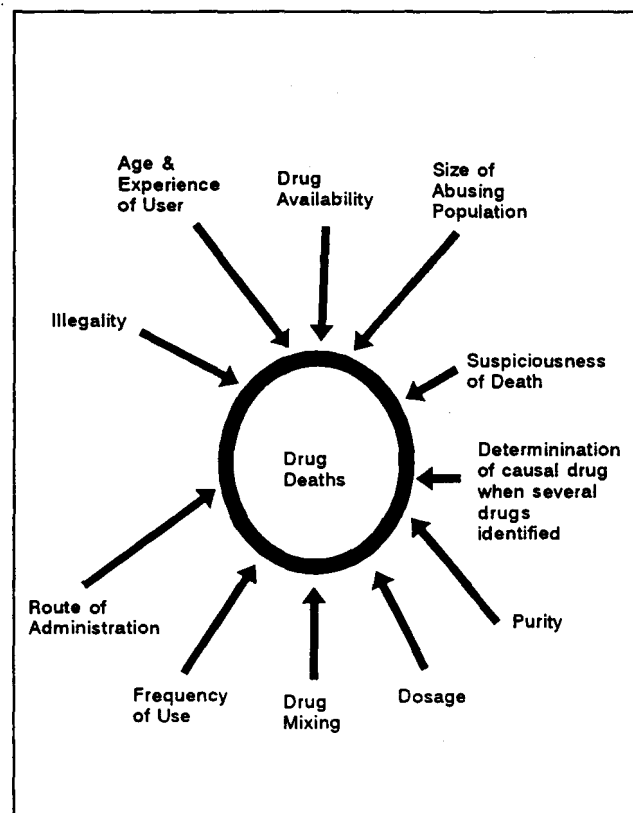 Age &
Experience
of User
Drug
Availability
Size of
Abusing
Population
Illegality
Suspiciousness
of Death
Drug
Deaths
Determinination
of causal drug
when several
drugs
identified
Route of
Administration
Purity
Frequency
of Use
Drug
Mixing
Dosage